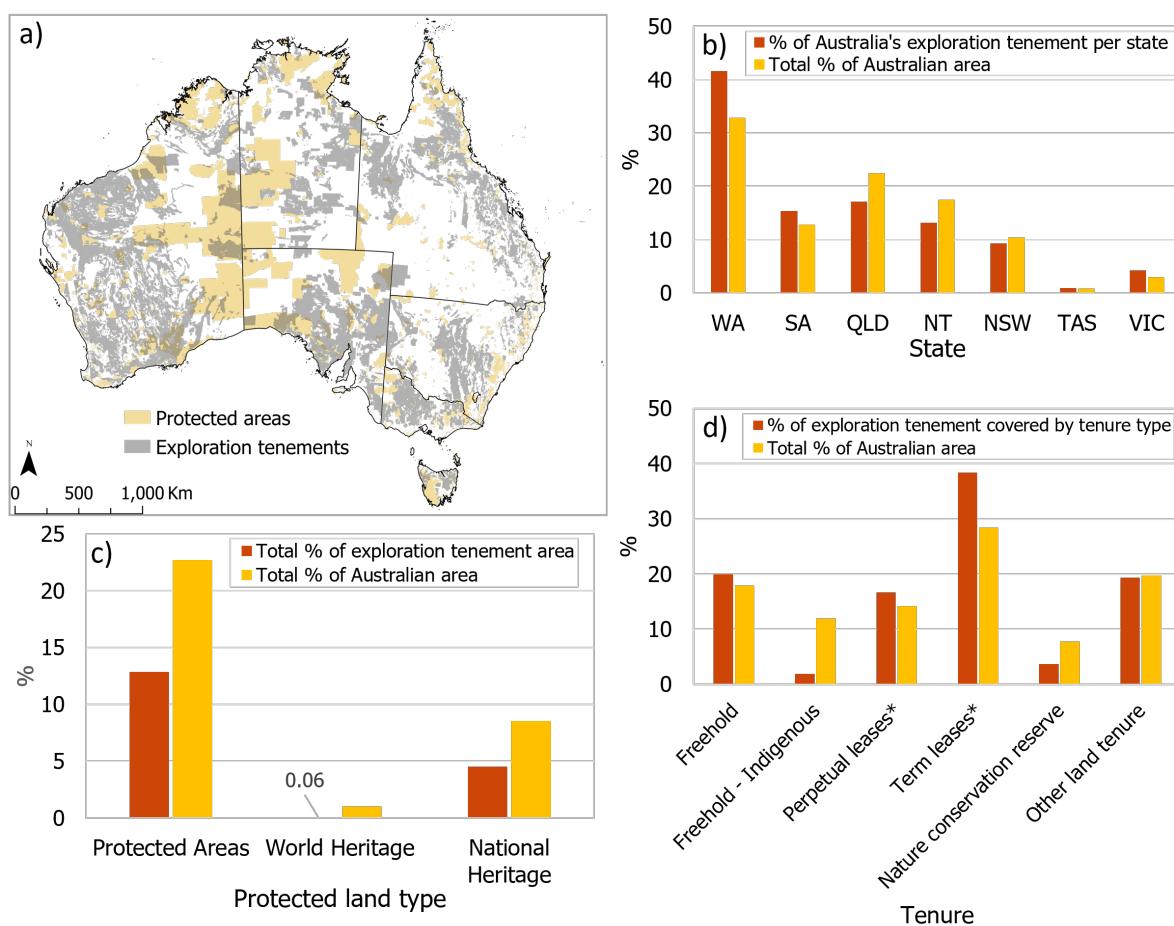 a)
Protected areas
Exploration tenements
N
0 500 1,000 Km
b)
% of Australia's exploration tenement per state
Total % of Australian area
50
40
30
20
10
0
%
WA SA QLD NT NSW TAS VIC
State
c)
Total % of exploration tenement area
Total % of Australian area
25
20
15
10
5
0
%
0.06
Protected Areas World Heritage National
Heritage
Protected land type
d)
% of exploration tenement covered by tenure type
Total % of Australian area
50
40
30
20
10
0
%
Freehold
Freehold - Indigenous
Perpetual leases*
Term leases*
Nature conservation reserve
Other land tenure
Tenure